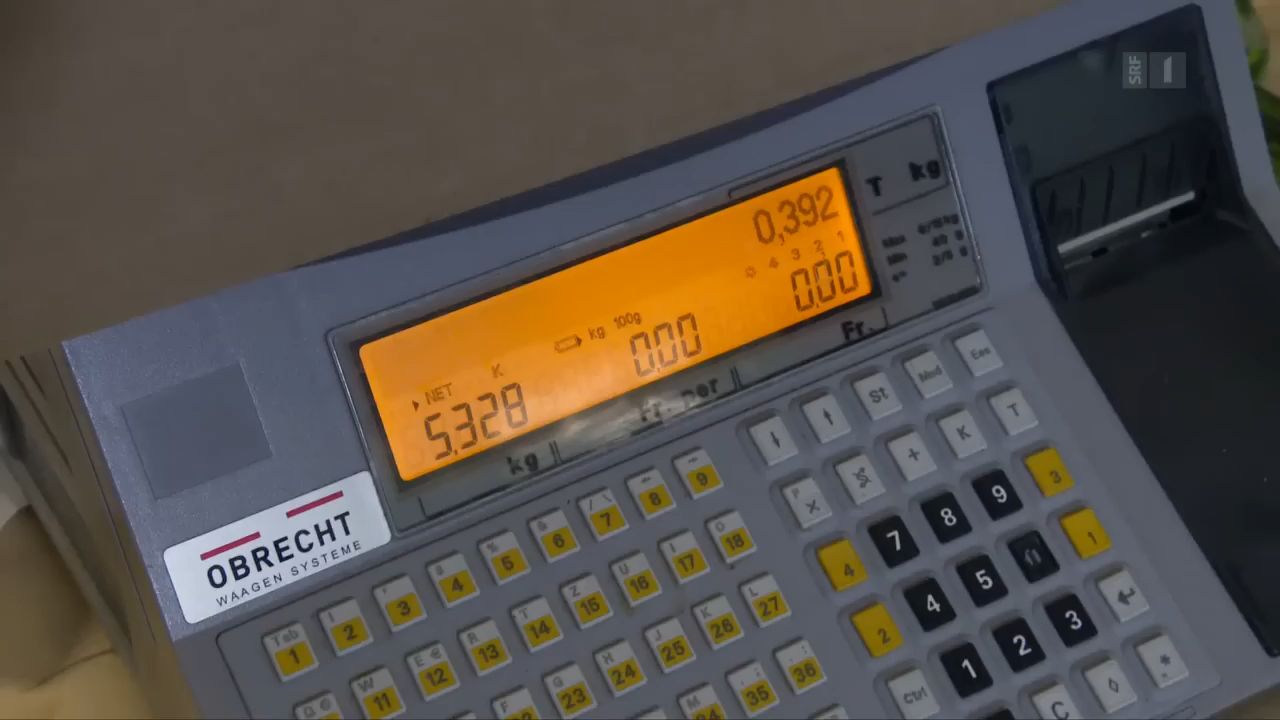 SRF 1
T kg
0,392
4 3 2 1
0,00
kg 100g
0,00
Fr.
NET K
5,328
Fr. per
kg
OBRECHT
WAAGEN SYSTEME
St Mod Esc
+ K T
P X
Tab 1
2
3
4
% 5
6
7
8
9
W 11
E € 12
R 13
T 14
Z 15
U 16
I 17
O 18
G 23
H 24
J 25
K 26
L 27
M 34
35
36
7 8 9 3
4 4 5 1
2 1 2 3
Ctrl C